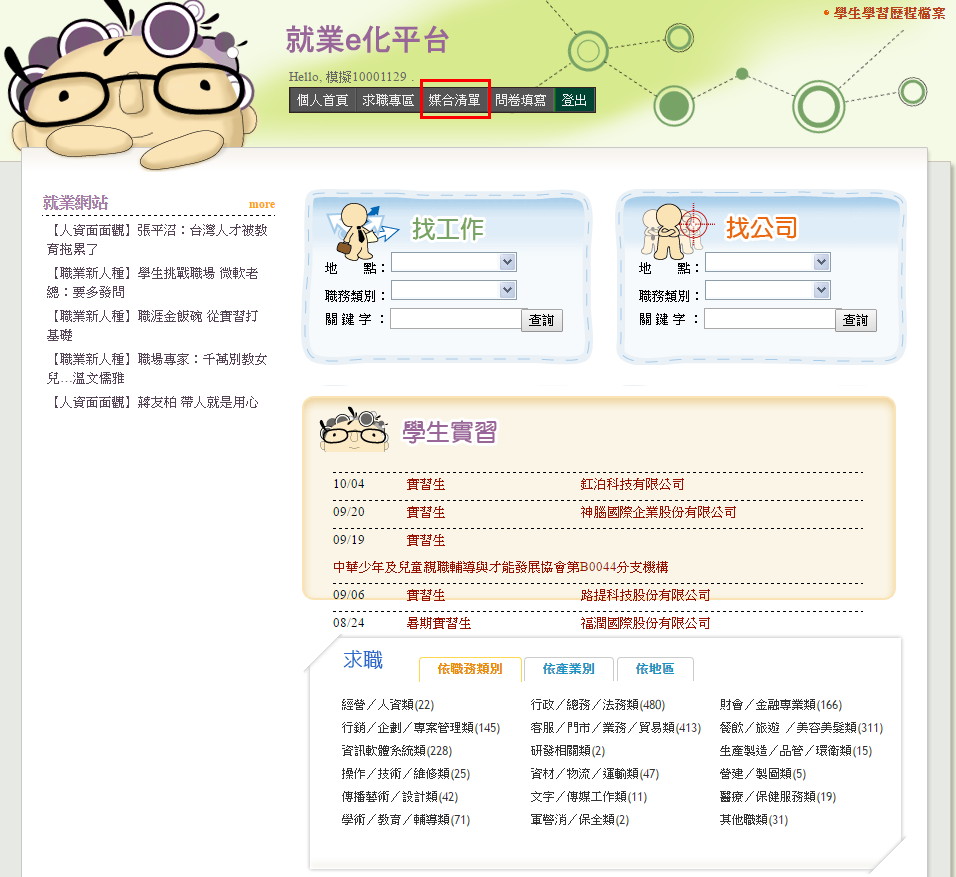 學生學習歷程檔案
就業e化平台
Hello, 模擬10001129 .
個人首頁 求職專區 媒合清單 問卷填寫 登出
就業網站 more
【人資面面觀】張平沼：台灣人才被教
育拖累了
【職業新人種】學生挑戰職場 微軟老
總：要多發問
【職業新人種】職涯金飯碗 從實習打
基礎
【職業新人種】職場專家：千萬別教女
兒…溫文儒雅
【人資面面觀】蔣友柏 帶人就是用心
找工作
地 點：
職務類別：
關 鍵 字 ： 查詢
找公司
地 點：
職務類別：
關 鍵 字 ： 查詢
學生實習
10/04 實習生 釭泊科技有限公司
09/20 實習生 神腦國際企業股份有限公司
09/19 實習生
中華少年及兒童親職輔導與才能發展協會第B0044分支機構
09/06 實習生 路提科技股份有限公司
08/24 暑期實習生 福潤國際股份有限公司
求職
依職務類別 依產業別 依地區
經營／人資類(22) 行政／總務／法務類(480) 財會／金融專業類(166)
行銷／企劃／專案管理類(145) 客服／門市／業務／貿易類(413) 餐飲／旅遊 ／美容美髮類(311)
資訊軟體系統類(228) 研發相關類(2) 生產製造／品管／環衛類(15)
操作／技術／維修類(25) 資材／物流／運輸類(47) 營建／製圖類(5)
傳播藝術／設計類(42) 文字／傳媒工作類(11) 醫療／保健服務類(19)
學術／教育／輔導類(71) 軍警消／保全類(2) 其他職類(31)